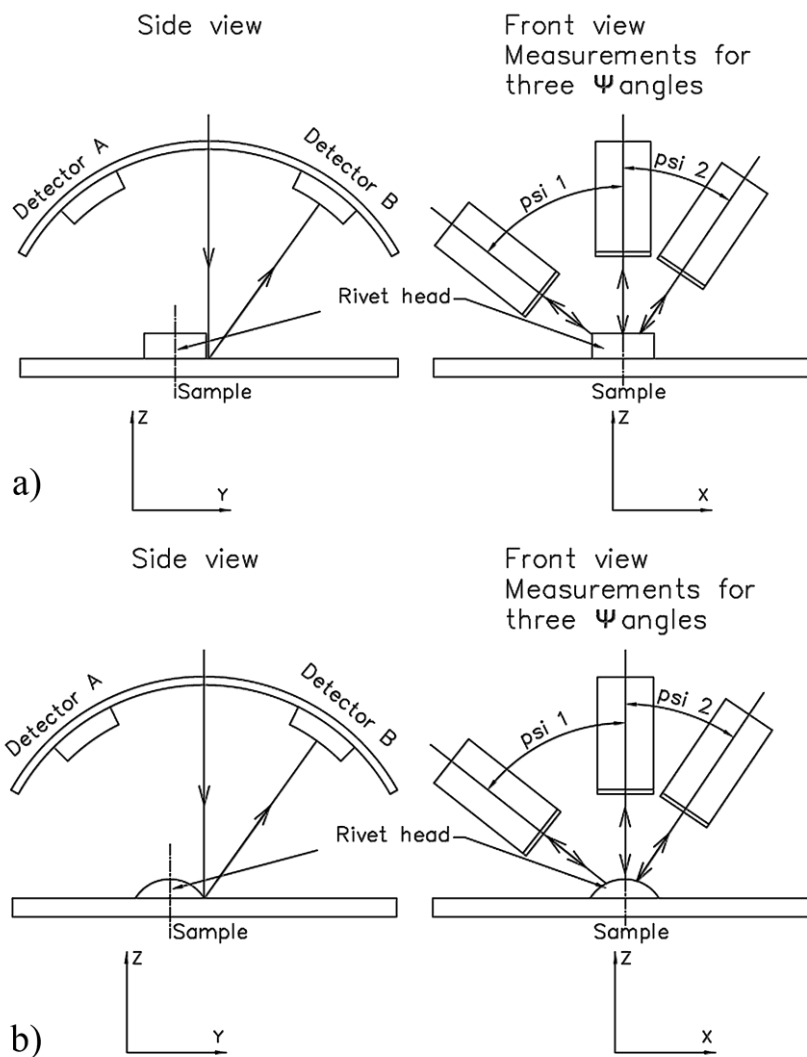 Side view
Front view
Measurements for
three Ψ angles
Detector A
Detector B
psi 1
psi 2
Rivet head
Sample
Sample
Z
Y
Z
X
a)
Side view
Front view
Measurements for
three Ψ angles
Detector A
Detector B
psi 1
psi 2
Rivet head
Sample
Sample
Z
Y
Z
X
b)